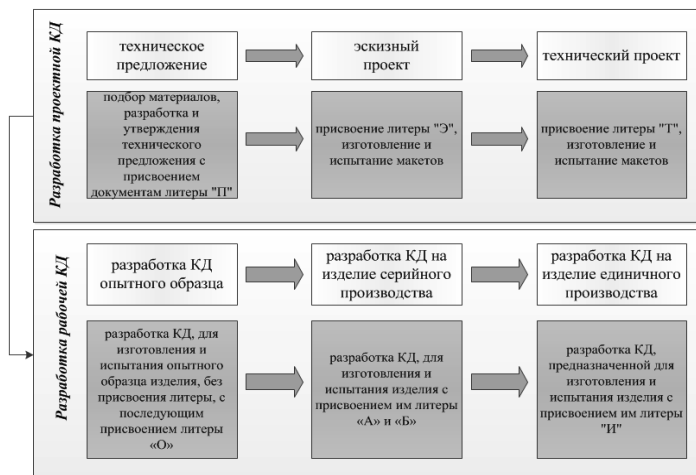 Разработка проектной КД
техническое
предложение
эскизный
проект
технический проект
подбор материалов,
разработка и
утверждения
технического
предложения с
присвоением
документам литеры "П"
присвоение литеры "Э",
изготовление и
испытание макетов
присвоение литеры "Т",
изготовление и
испытание макетов
Разработка рабочей КД
разработка КД
опытного образца
разработка КД на
изделие серийного
производства
разработка КД на
изделие единичного
производства
разработка КД, для
изготовления и
испытания опытного
образца изделия, без
присвоения литеры, с
последующим
присвоением литеры
«О»
разработка КД, для
изготовления и
испытания изделия с
присвоением им литеры
«А» и «Б»
разработка КД,
предназначенной для
изготовления и
испытания изделия с
присвоением им литеры
"И"